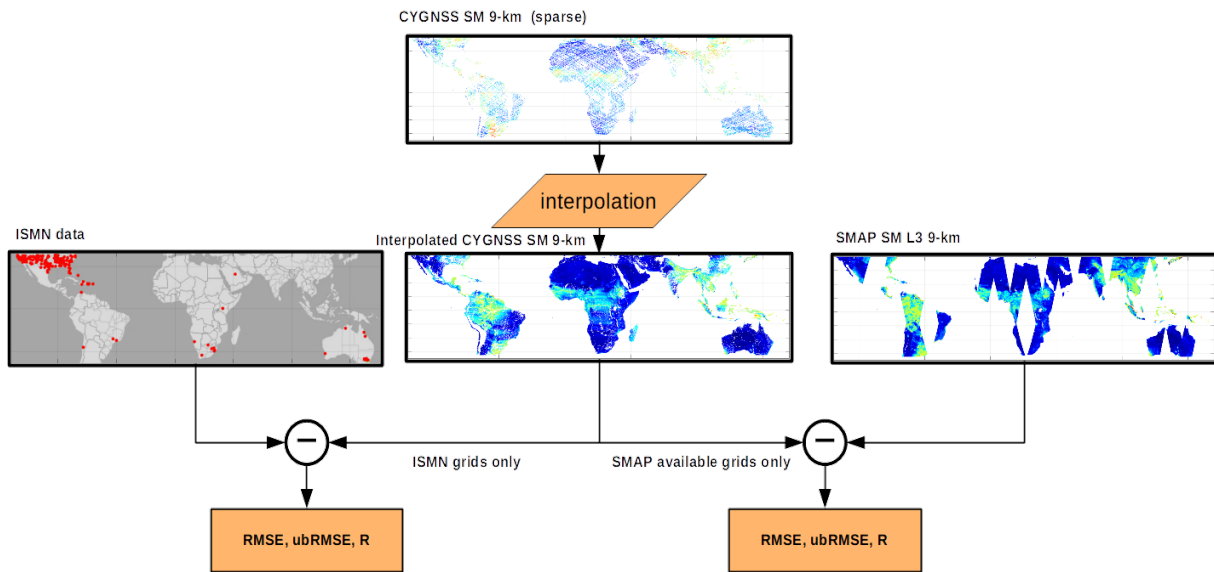 CYGNSS SM 9-km (sparse)
interpolation
ISMN data
Interpolated CYGNSS SM 9-km
SMAP SM L3 9-km
−
−
ISMN grids only
SMAP available grids only
RMSE, ubRMSE, R
RMSE, ubRMSE, R